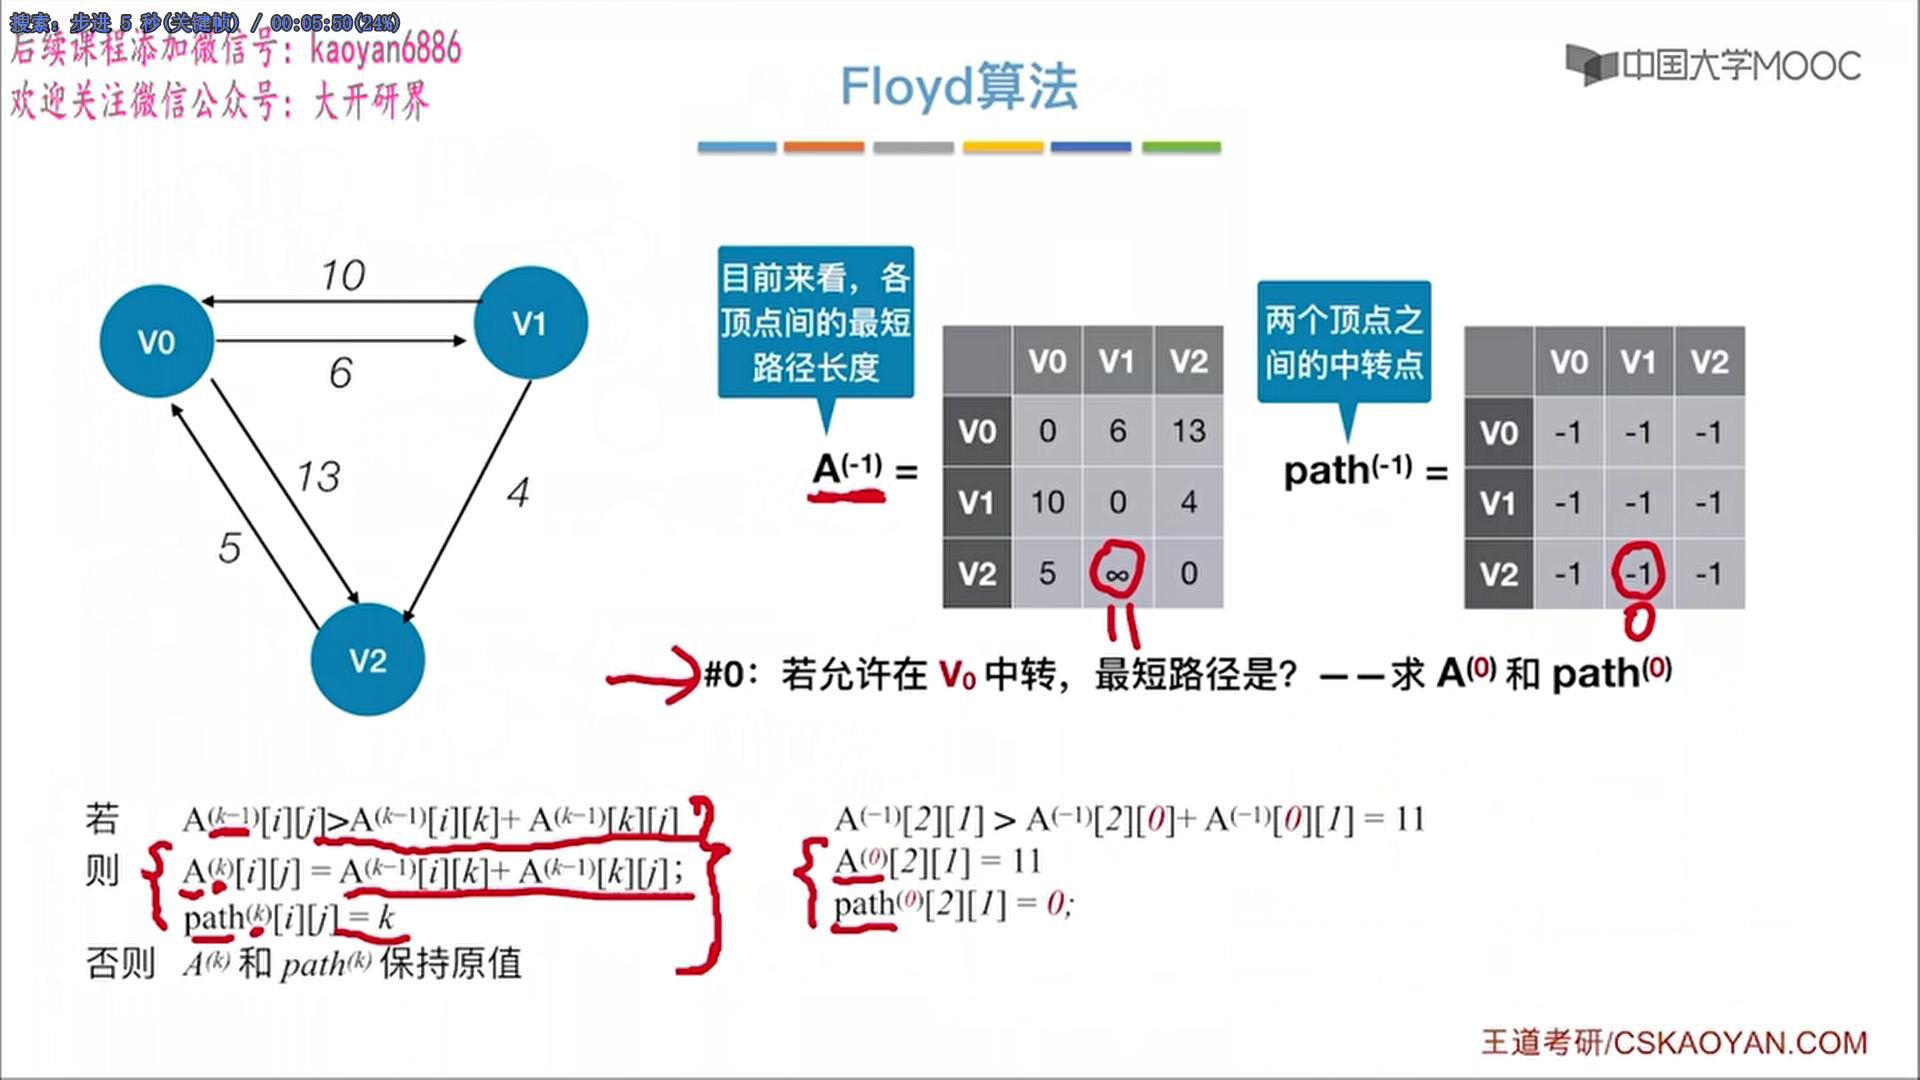 搜索: 步进 5 秒(关键帧) / 00:05:50(24%)
后续课程添加微信号: kaoyan6886
欢迎关注微信公众号: 大开研界
中国大学MOOC
Floyd算法
10
V0
V1
6
13
4
5
V2
目前来看，各
顶点间的最短
路径长度
A(-1) =
V0 V1 V2
V0 0 6 13
V1 10 0 4
V2 5 ∞ 0
11
两个顶点之
间的中转点
path(-1) =
V0 V1 V2
V0 -1 -1 -1
V1 -1 -1 -1
V2 -1 -1 -1
0
#0：若允许在 V0 中转，最短路径是？——求 A(0) 和 path(0)
若 A(k−1)[i][j]>A(k−1)[i][k]+ A(k−1)[k][j]
则 A(k)[i][j] = A(k−1)[i][k]+ A(k−1)[k][j];
path(k)[i][j] = k
否则 A(k) 和 path(k) 保持原值
A(−1)[2][1] > A(−1)[2][0]+ A(−1)[0][1] = 11
A(0)[2][1] = 11
path(0)[2][1] = 0;
王道考研/CSKAOYAN.COM